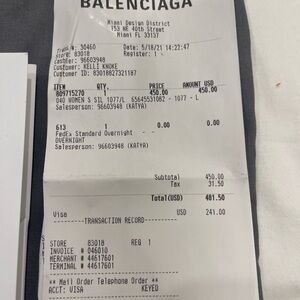 BALENCIAGA
Miami Design District
153 NE 40th Street
Miami Fl 33137
Trans.#: 30460 Date: 5/18/21 14:22:47
Store: 83018 Register: 1
Cashier: 96603948
Customer: KELLI KNOKE
Customer ID: 83018827321187
ITEM QTY. PRICE AMOUNT USD
809715270 1 450.00 450.00
040 WOMEN S SIL 1077/L 65645531082 - 1077 - L
Salesperson: 96603948 (KATYA)
613 1 0.00 0.00
FedEx Standard Overnight
OVERNIGHT
Salesperson: 96603948 (KATYA)
Subtotal 450.00
Tax 31.50
Total(USD) 481.50
Visa USD 241.00
TRANSACTION RECORD
STORE 83018 REG 1
INVOICE # 046010
MERCHANT # 44617601
TERMINAL # 44617601
** Mail Order Telephone Order **
ACCT: VISA KEYED